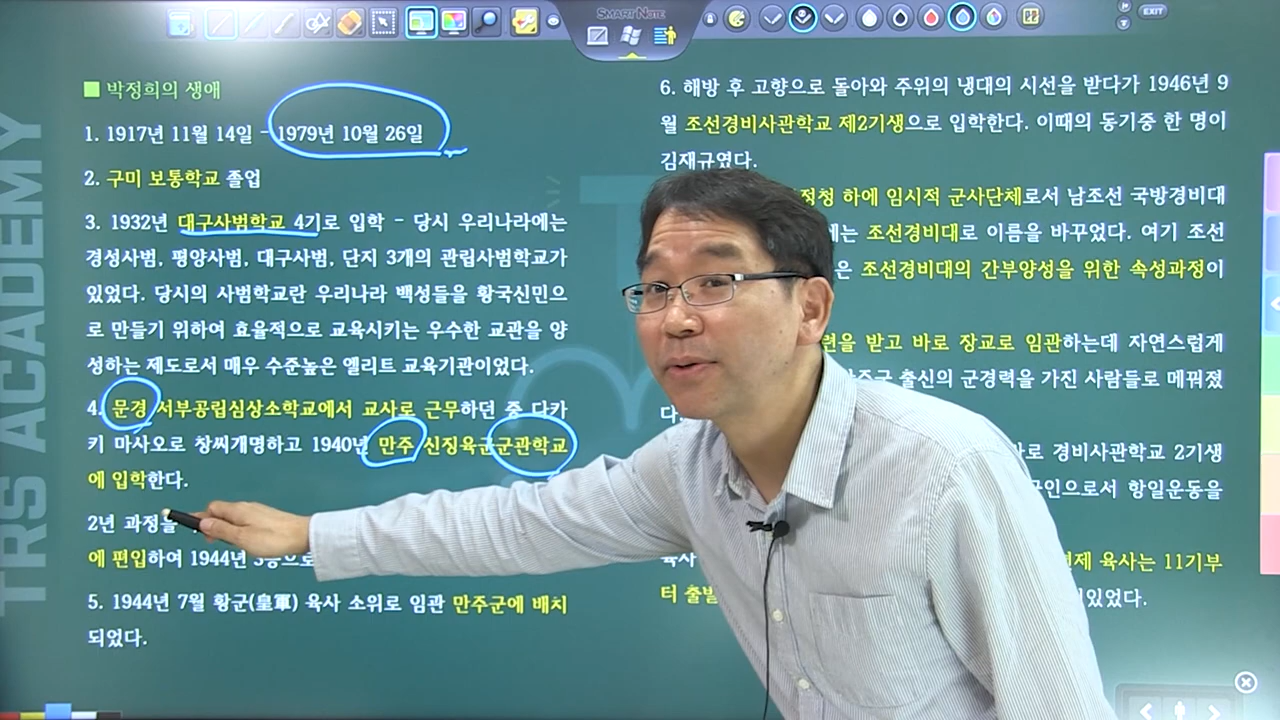 SMART NOTE
EXIT
TRS ACADEMY
박정희의 생애
1. 1917년 11월 14일 - 1979년 10월 26일
2. 구미 보통학교 졸업
3. 1932년 대구사범학교 4기로 입학 - 당시 우리나라에는
경성사범, 평양사범, 대구사범, 단지 3개의 관립사범학교가
있었다. 당시의 사범학교란 우리나라 백성들을 황국신민으
로 만들기 위하여 효율적으로 교육시키는 우수한 교관을 양
성하는 제도로서 매우 수준높은 엘리트 교육기관이었다.
4. 문경 서부공립심상소학교에서 교사로 근무하던 중 다카
키 마사오로 창씨개명하고 1940년 만주 신징육군군관학교
에 입학한다.
2년 과정을
에 편입하여 1944년 3등으로
5. 1944년 7월 황군(皇軍) 육사 소위로 임관 만주군에 배치
되었다.
6. 해방 후 고향으로 돌아와 주위의 냉대의 시선을 받다가 1946년 9
월 조선경비사관학교 제2기생으로 입학한다. 이때의 동기중 한 명이
김재규였다.
정청 하에 임시적 군사단체로서 남조선 국방경비대
는 조선경비대로 이름을 바꾸었다. 여기 조선
은 조선경비대의 간부양성을 위한 속성과정이
련을 받고 바로 장교로 임관하는데 자연스럽게
만주국 출신의 군경력을 가진 사람들로 메꿔졌
다.
로 경비사관학교 2기생
군인으로서 항일운동을
육사 현제 육사는 11기부
터 출발 있었다.